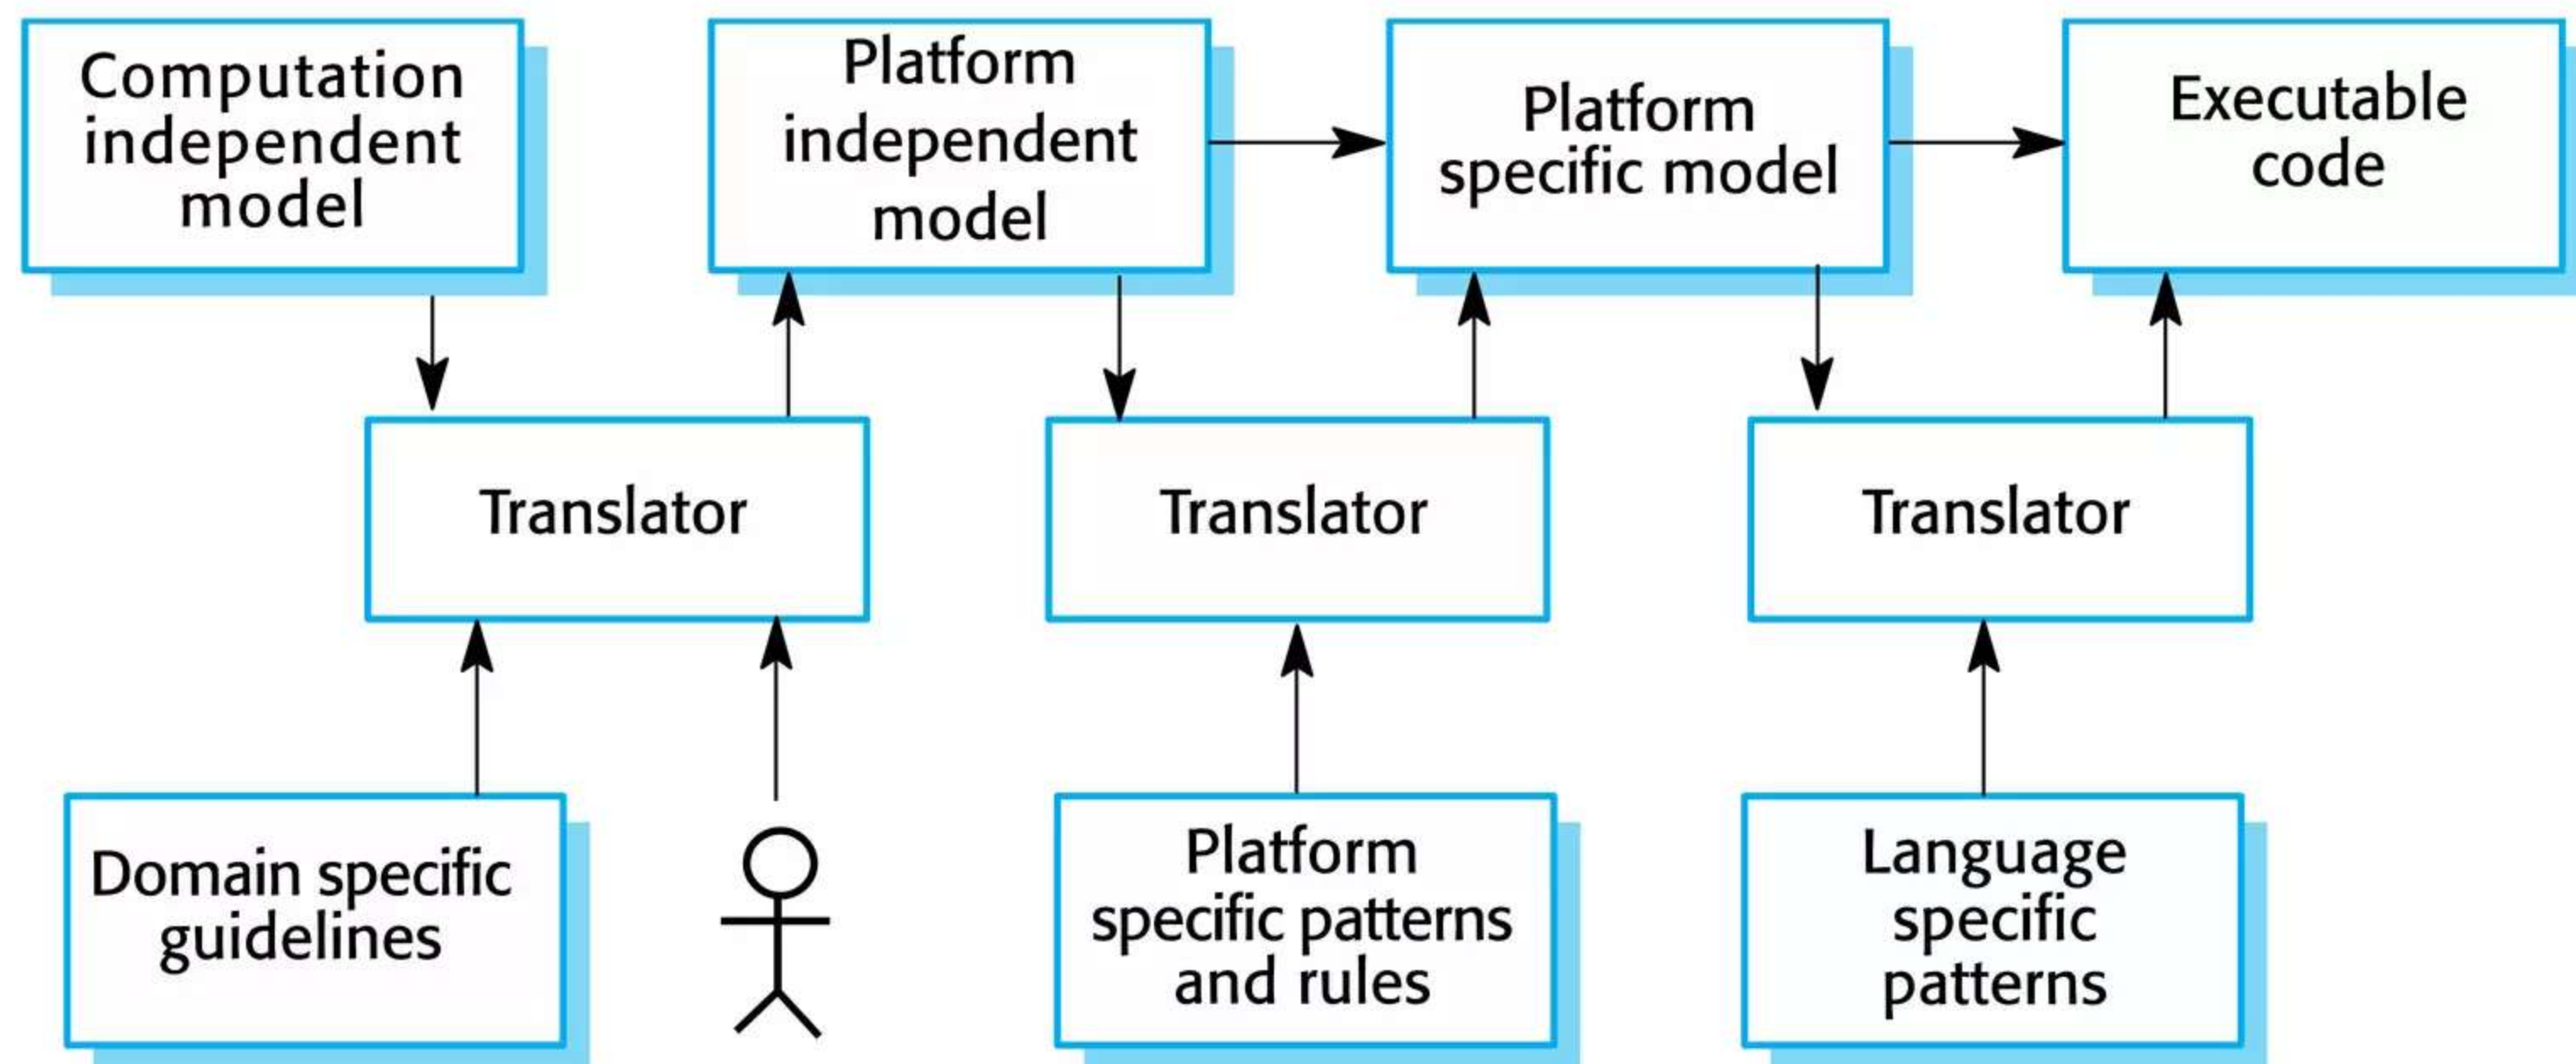 Computation
independent
model
Platform
independent
model
Platform
specific model
Executable
code
Translator
Translator
Translator
Domain specific
guidelines
Platform
specific patterns
and rules
Language
specific
patterns